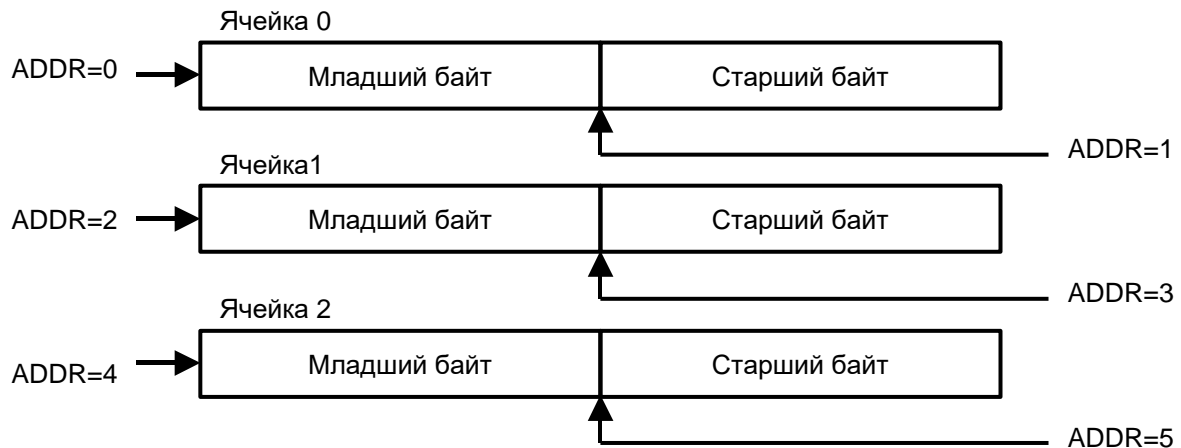 Ячейка 0
ADDR=0
Младший байт
Старший байт
ADDR=1
Ячейка1
ADDR=2
Младший байт
Старший байт
ADDR=3
Ячейка 2
ADDR=4
Младший байт
Старший байт
ADDR=5